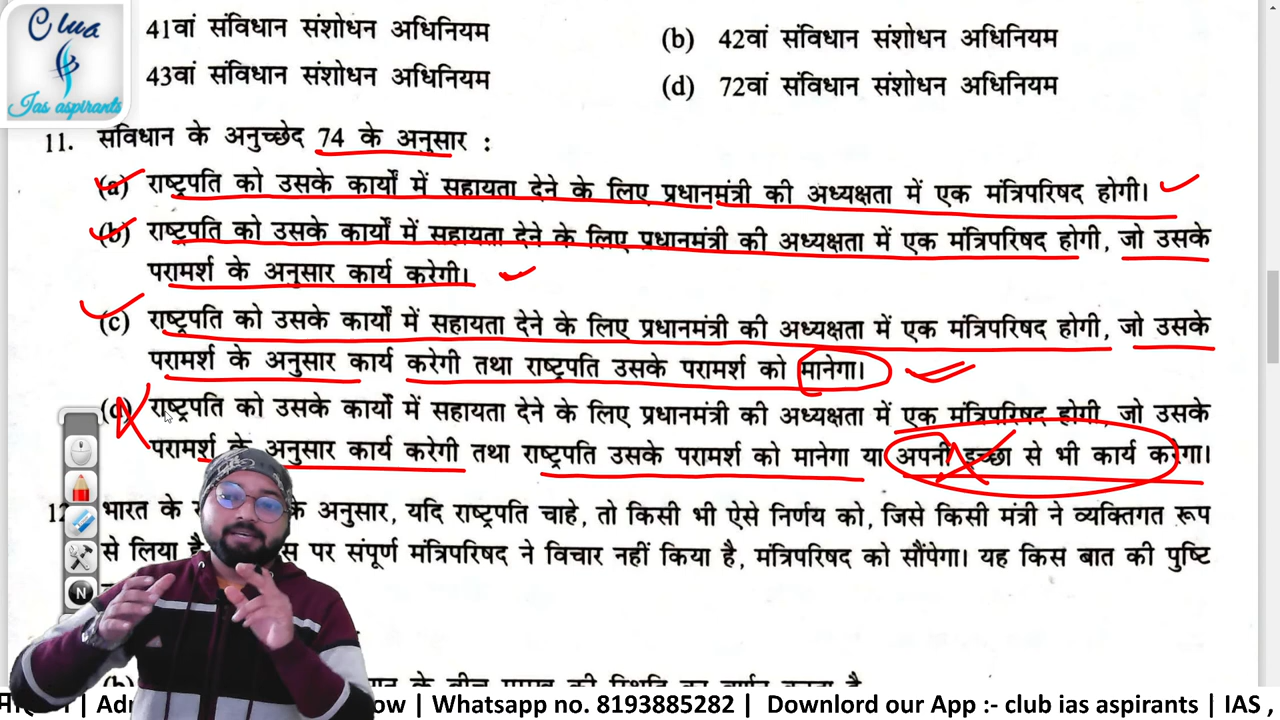 Club
Ias aspirants
41वां संविधान संशोधन अधिनियम
(b) 42वां संविधान संशोधन अधिनियम
43वां संविधान संशोधन अधिनियम
(d) 72वां संविधान संशोधन अधिनियम
11. संविधान के अनुच्छेद 74 के अनुसार :
(a) राष्ट्रपति को उसके कार्यों में सहायता देने के लिए प्रधानमंत्री की अध्यक्षता में एक मंत्रिपरिषद होगी।
(b) राष्ट्रपति को उसके कार्यों में सहायता देने के लिए प्रधानमंत्री की अध्यक्षता में एक मंत्रिपरिषद होगी, जो उसके
परामर्श के अनुसार कार्य करेगी।
(c) राष्ट्रपति को उसके कार्यों में सहायता देने के लिए प्रधानमंत्री की अध्यक्षता में एक मंत्रिपरिषद होगी, जो उसके
परामर्श के अनुसार कार्य करेगी तथा राष्ट्रपति उसके परामर्श को मानेगा।
(d) राष्ट्रपति को उसके कार्यों में सहायता देने के लिए प्रधानमंत्री की अध्यक्षता में एक मंत्रिपरिषद होगी, जो उसके
परामर्श के अनुसार कार्य करेगी तथा राष्ट्रपति उसके परामर्श को मानेगा या अपनी इच्छा से भी कार्य करेगा।
भारत के के अनुसार, यदि राष्ट्रपति चाहे, तो किसी भी ऐसे निर्णय को, जिसे किसी मंत्री ने व्यक्तिगत रूप
से लिया पर संपूर्ण मंत्रिपरिषद ने विचार नहीं किया है, मंत्रिपरिषद को सौंपेगा। यह किस बात की पुष्टि
N
| Whatsapp no. 8193885282 | Downlord our App :- club ias aspirants | IAS ,